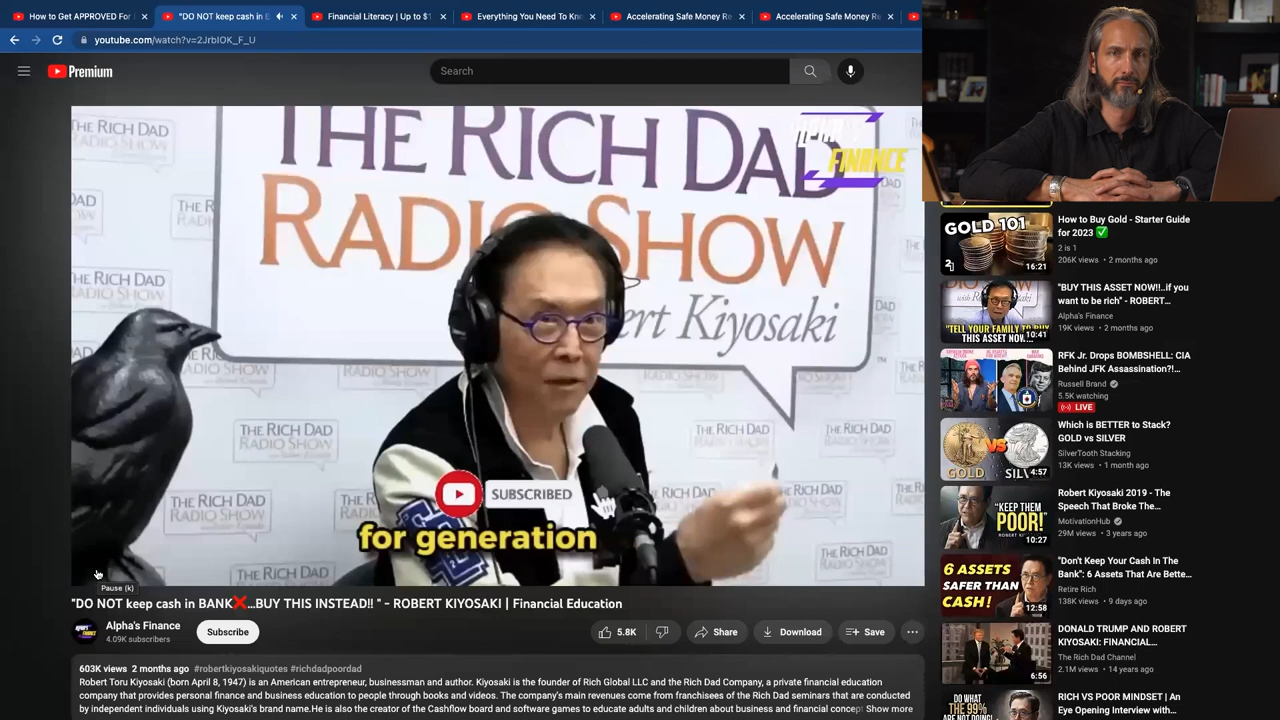 How to Get APPROVED For
"DO NOT keep cash in
Financial Literacy | Up to $
Everything You Need To Kn
Accelerating Safe Money Re
Accelerating Safe Money Re
youtube.com/watch?v=2JrbIOK_F_U
Premium
Search
THE RICH DAD
RADIO SHOW
Kiyosaki
FINANCE
THE RICH DAD
RADIO SHOW
SUBSCRIBED
for generation
Pause (k)
"DO NOT keep cash in BANK❌...BUY THIS INSTEAD!! " - ROBERT KIYOSAKI | Financial Education
Alpha's Finance
4.09K subscribers
Subscribe
5.8K
Share
Download
Save
603K views 2 months ago #robertkiyosakiquotes #richdadpoordad
Robert Toru Kiyosaki (born April 8, 1947) is an American entrepreneur, businessman and author. Kiyosaki is the founder of Rich Global LLC and the Rich Dad Company, a private financial education
company that provides personal finance and business education to people through books and videos. The company's main revenues come from franchisees of the Rich Dad seminars that are conducted
by independent individuals using Kiyosaki's brand name.He is also the creator of the Cashflow board and software games to educate adults and children about business and financial concept Show more
GOLD 101
16:21
How to Buy Gold - Starter Guide
for 2023 ✅
2 is 1
206K views • 2 months ago
"TELL YOUR FAMILY TO BUY
THIS ASSET NOW
10:41
"BUY THIS ASSET NOW!!..if you
want to be rich" - ROBERT...
Alpha's Finance
19K views • 2 months ago
RFK Jr. Drops BOMBSHELL: CIA
Behind JFK Assassination?!...
Russell Brand
5.5K watching
LIVE
GOLD VS
4:57
Which is BETTER to Stack?
GOLD vs SILVER
SilverTooth Stacking
13K views • 1 month ago
"KEEP THEM
POOR!"
10:27
Robert Kiyosaki 2019 - The
Speech That Broke The...
MotivationHub
29M views • 3 years ago
6 ASSETS
SAFER THAN
CASH!
12:58
"Don't Keep Your Cash In The
Bank": 6 Assets That Are Bette...
Retire Rich
138K views • 9 days ago
6:56
DONALD TRUMP AND ROBERT
KIYOSAKI: FINANCIAL...
The Rich Dad Channel
2.1M views • 14 years ago
DO WHAT
THE 99%
ARE NOT DOING!
RICH VS POOR MINDSET | An
Eye Opening Interview with